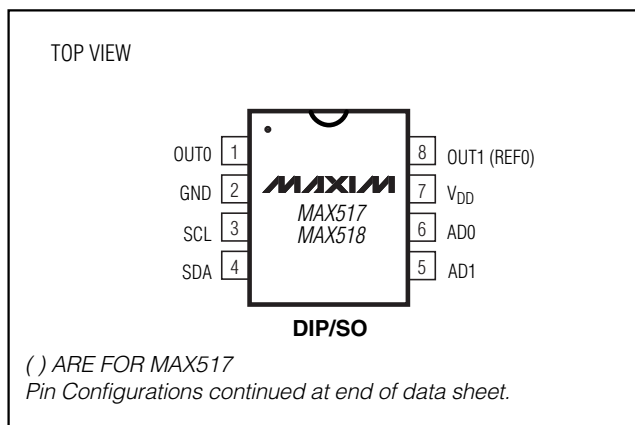 TOP VIEW
OUT0 1
GND 2
SCL 3
SDA 4
MAXIM
MAX517
MAX518
8 OUT1 (REF0)
7 VDD
6 AD0
5 AD1
DIP/SO
( ) ARE FOR MAX517
Pin Configurations continued at end of data sheet.